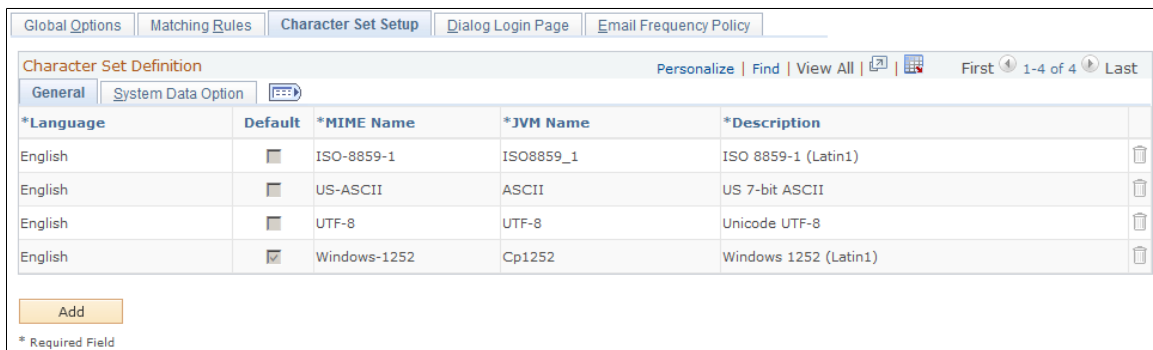 Global Options Matching Rules Character Set Setup Dialog Login Page Email Frequency Policy
Character Set Definition Personalize | Find | View All | | First 1-4 of 4 Last
General System Data Option
*Language Default *MIME Name *JVM Name *Description
English ISO-8859-1 ISO8859_1 ISO 8859-1 (Latin1)
English US-ASCII ASCII US 7-bit ASCII
English UTF-8 UTF-8 Unicode UTF-8
English Windows-1252 Cp1252 Windows 1252 (Latin1)
Add
* Required Field